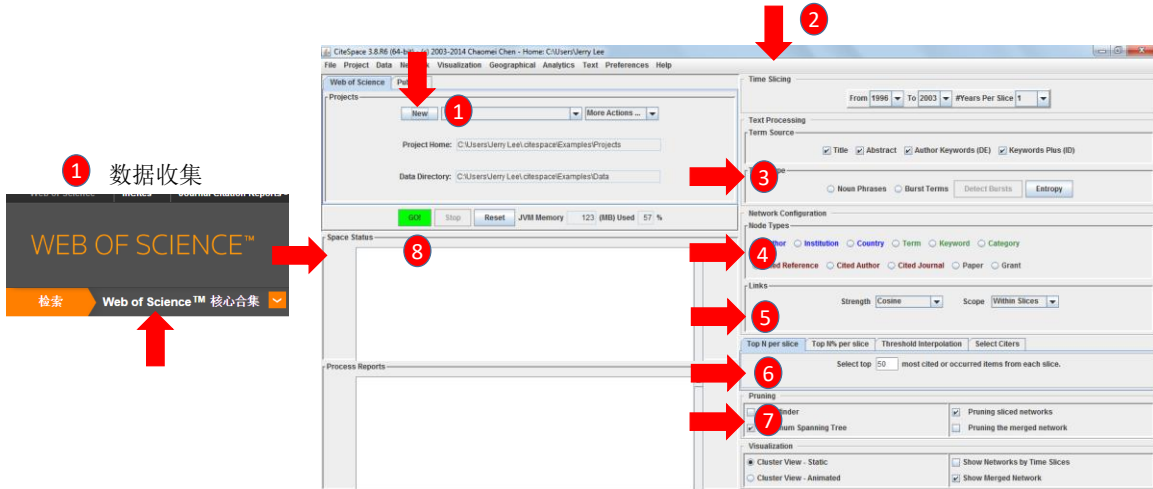 2
CiteSpace 3.8.R6 (64-bit) - (c) 2003-2014 Chaomei Chen - Home: C:\Users\Jerry Lee
File Project Data Visualization Geographical Analytics Text Preferences Help
Web of Science
Projects
New
1
More Actions ...
Project Home: C:\Users\Jerry Lee\.citespace\Examples\Projects
Data Directory: C:\Users\Jerry Lee\.citespace\Examples\Data
GO!
Stop
Reset
JVM Memory 123 (MB) Used 57 %
8
Space Status
Process Reports
1 数据收集
WEB OF SCIENCE™
检索
Web of Science™ 核心合集
Time Slicing
From 1996 To 2003 #Years Per Slice 1
Text Processing
Term Source
Title Abstract Author Keywords (DE) Keywords Plus (ID)
3
Noun Phrases Burst Terms Detect Bursts Entropy
Network Configuration
Node Types
4
Institution Country Term Keyword Category
Reference Cited Author Cited Journal Paper Grant
Links
Strength Cosine Scope Within Slices
5
Top N per slice Top N% per slice Threshold Interpolation Select Citers
Select top 50 most cited or occurred items from each slice.
6
Pruning
7
Pruning sliced networks
Spanning Tree
Pruning the merged network
Visualization
Cluster View - Static
Show Networks by Time Slices
Cluster View - Animated
Show Merged Network